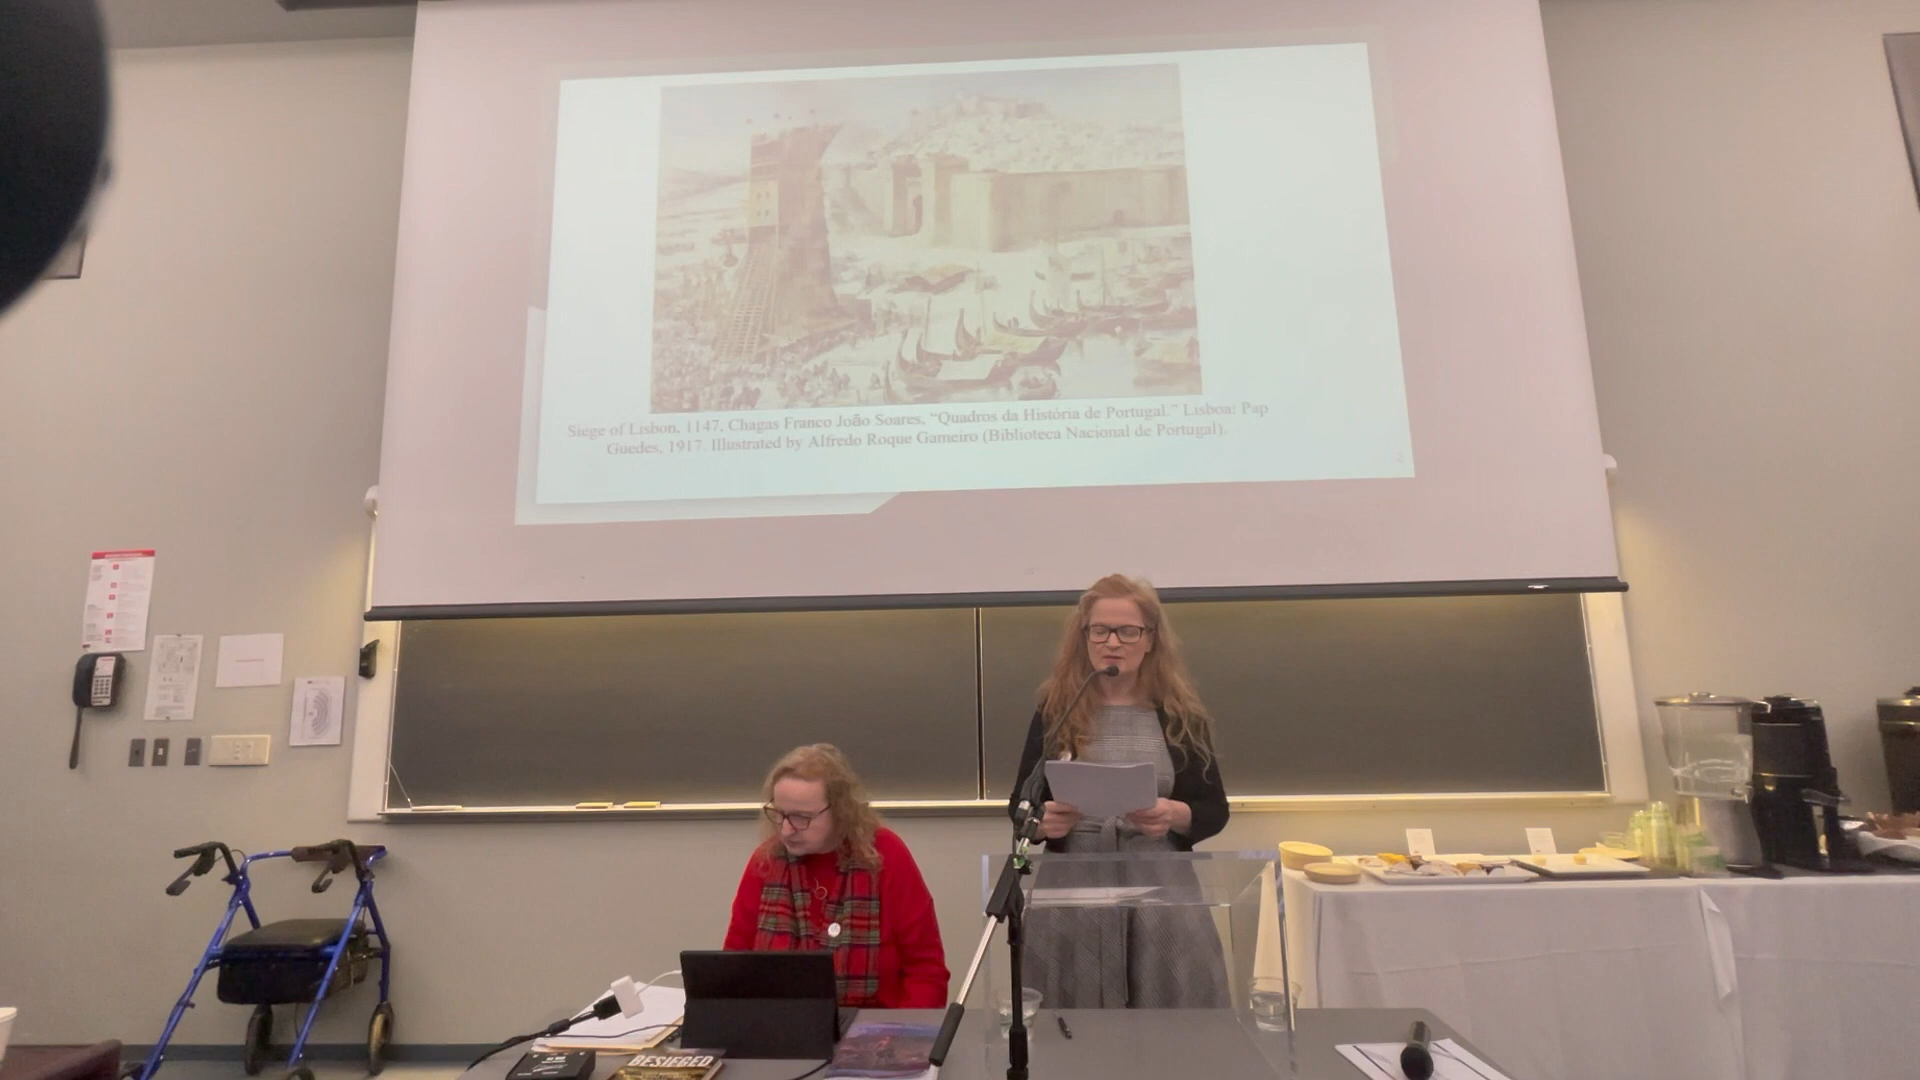 Siege of Lisbon, 1147, Chagas Franco João Soares, “Quadros da História de Portugal.” Lisboa: Pap
Guedes, 1917. Illustrated by Alfredo Roque Gameiro (Biblioteca Nacional de Portugal).
2
BESIEGED